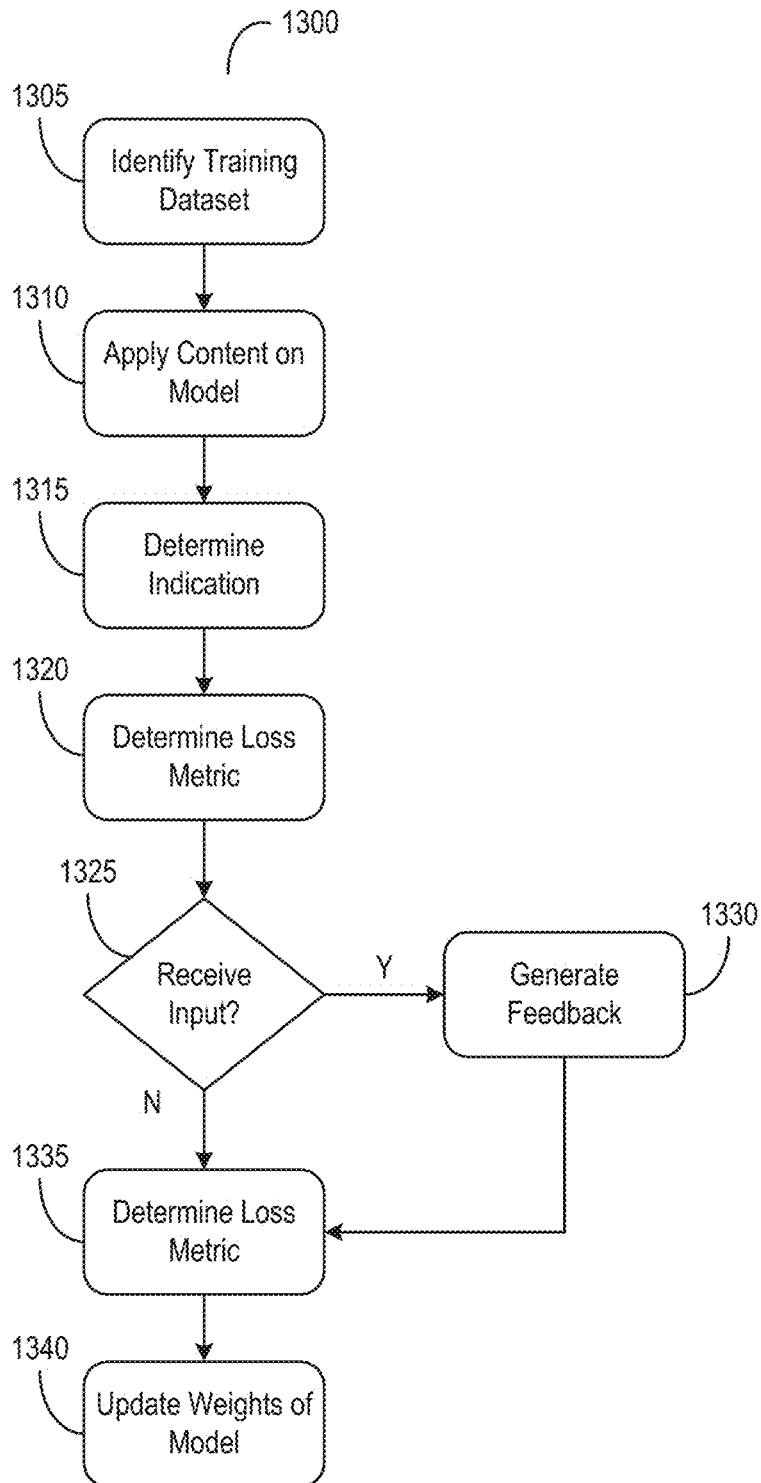 1300
1305
Identify Training
Dataset
1310
Apply Content on
Model
1315
Determine
Indication
1320
Determine Loss
Metric
1325
Receive
Input?
Y
1330
Generate
Feedback
N
1335
Determine Loss
Metric
1340
Update Weights of
Model